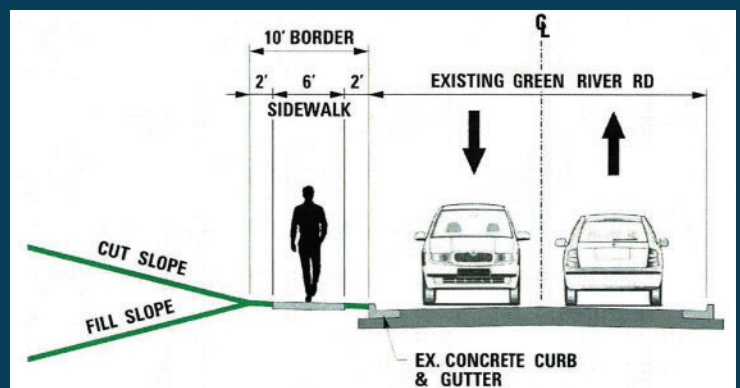 ℄
10' BORDER
2' 6' 2'
EXISTING GREEN RIVER RD
SIDEWALK
CUT SLOPE
FILL SLOPE
EX. CONCRETE CURB
& GUTTER